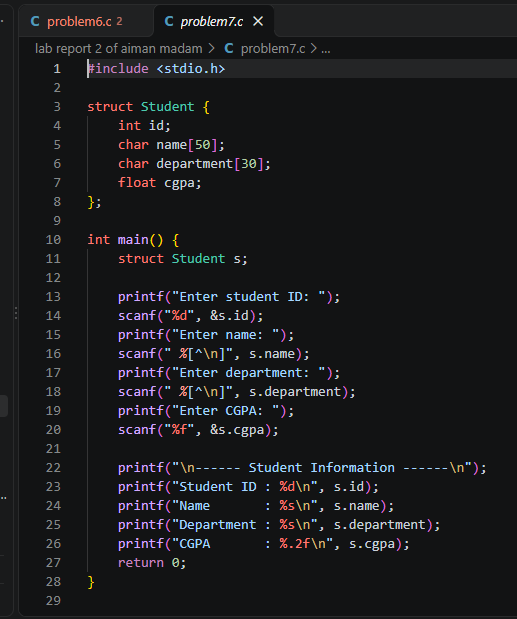 C problem6.c 2
C problem7.c ×
lab report 2 of aiman madam > C problem7.c > ...
1 #include <stdio.h>
2
3 struct Student {
4     int id;
5     char name[50];
6     char department[30];
7     float cgpa;
8 };
9
10 int main() {
11     struct Student s;
12
13     printf("Enter student ID: ");
14     scanf("%d", &s.id);
15     printf("Enter name: ");
16     scanf(" %[^\n]", s.name);
17     printf("Enter department: ");
18     scanf(" %[^\n]", s.department);
19     printf("Enter CGPA: ");
20     scanf("%f", &s.cgpa);
21
22     printf("\n------ Student Information ------\n");
23     printf("Student ID : %d\n", s.id);
24     printf("Name       : %s\n", s.name);
25     printf("Department : %s\n", s.department);
26     printf("CGPA       : %.2f\n", s.cgpa);
27     return 0;
28 }
29